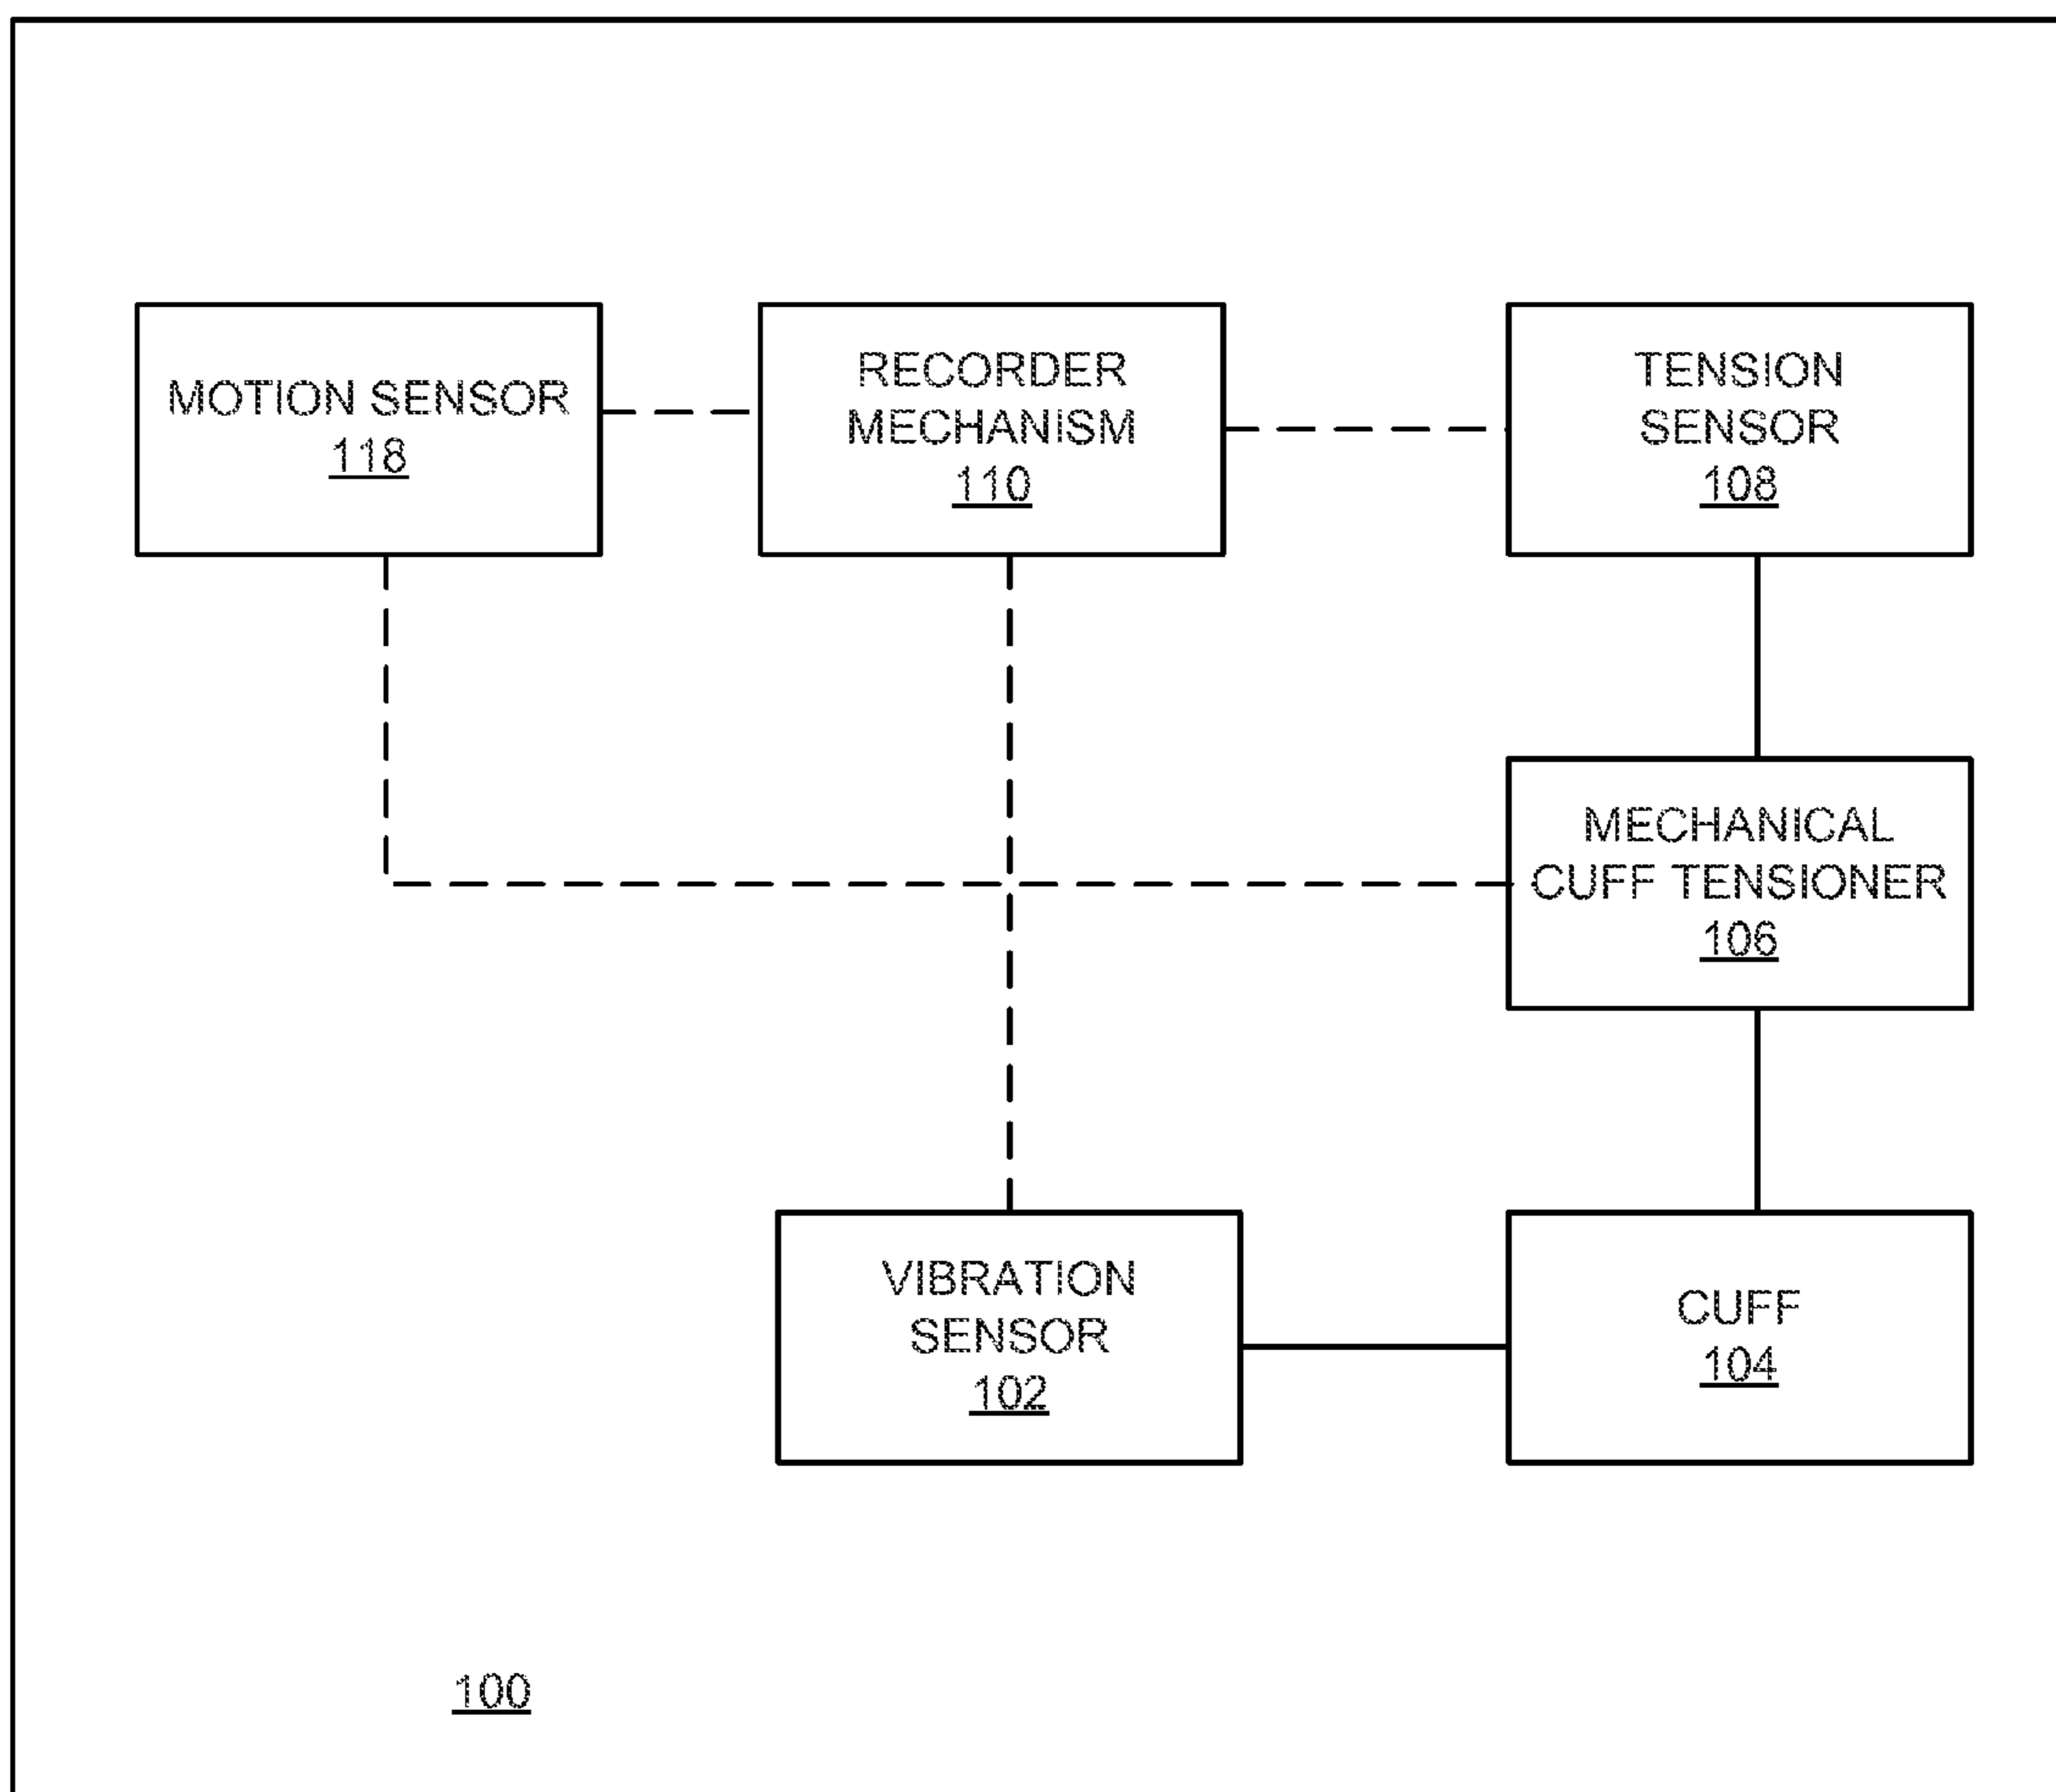 MOTION SENSOR
118
RECORDER
MECHANISM
110
TENSION
SENSOR
108
MECHANICAL
CUFF TENSIONER
106
VIBRATION
SENSOR
102
CUFF
104
100